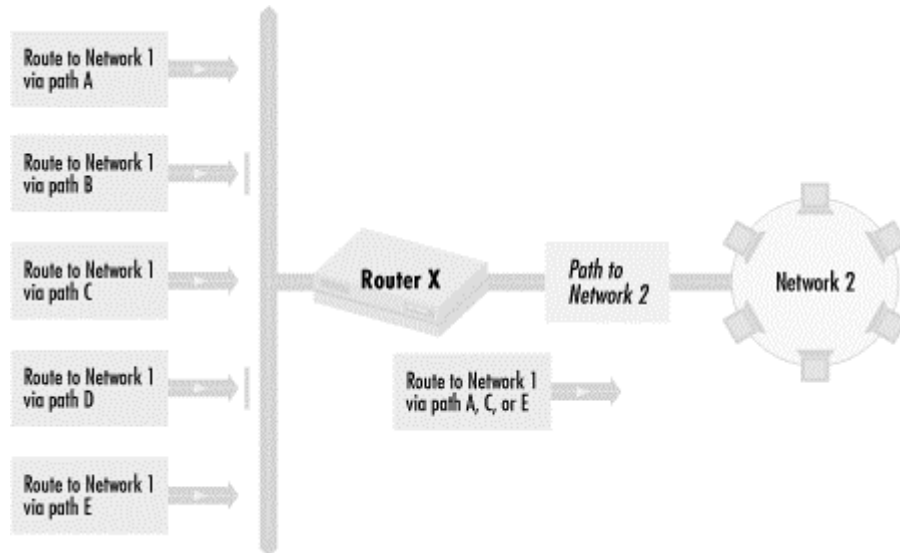 Route to Network 1
via path A
Route to Network 1
via path B
Route to Network 1
via path C
Route to Network 1
via path D
Route to Network 1
via path E
Router X
Path to
Network 2
Network 2
Route to Network 1
via path A, C, or E